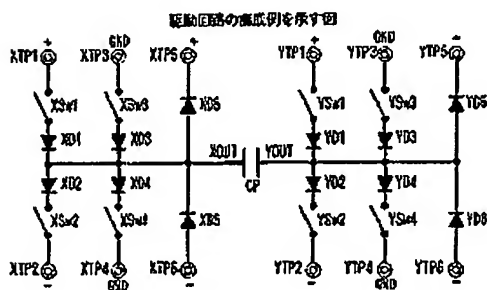 駆動回路の構成例を示す図
+ GND + + GND −
XTP1 XTP3 XTP5 YTP1 YTP3 YTP5
XSw1 XSw3 XD5 YSw1 YSw3 YD5
XD1 XD3 YD1 YD3
XOUT YOUT
CP
XD2 XD4 YD2 YD4
XSw2 XSw4 XD5 YSw2 YSw4 YD6
XTP2 XTP4 XTP6 YTP2 YTP4 YTP6
− GND − − GND −